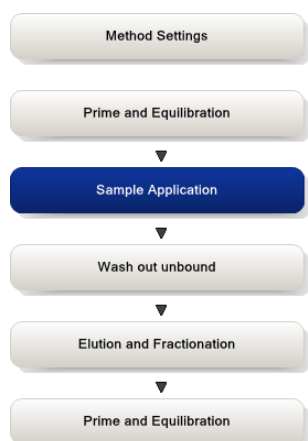 Method Settings
Prime and Equilibration
Sample Application
Wash out unbound
Elution and Fractionation
Prime and Equilibration